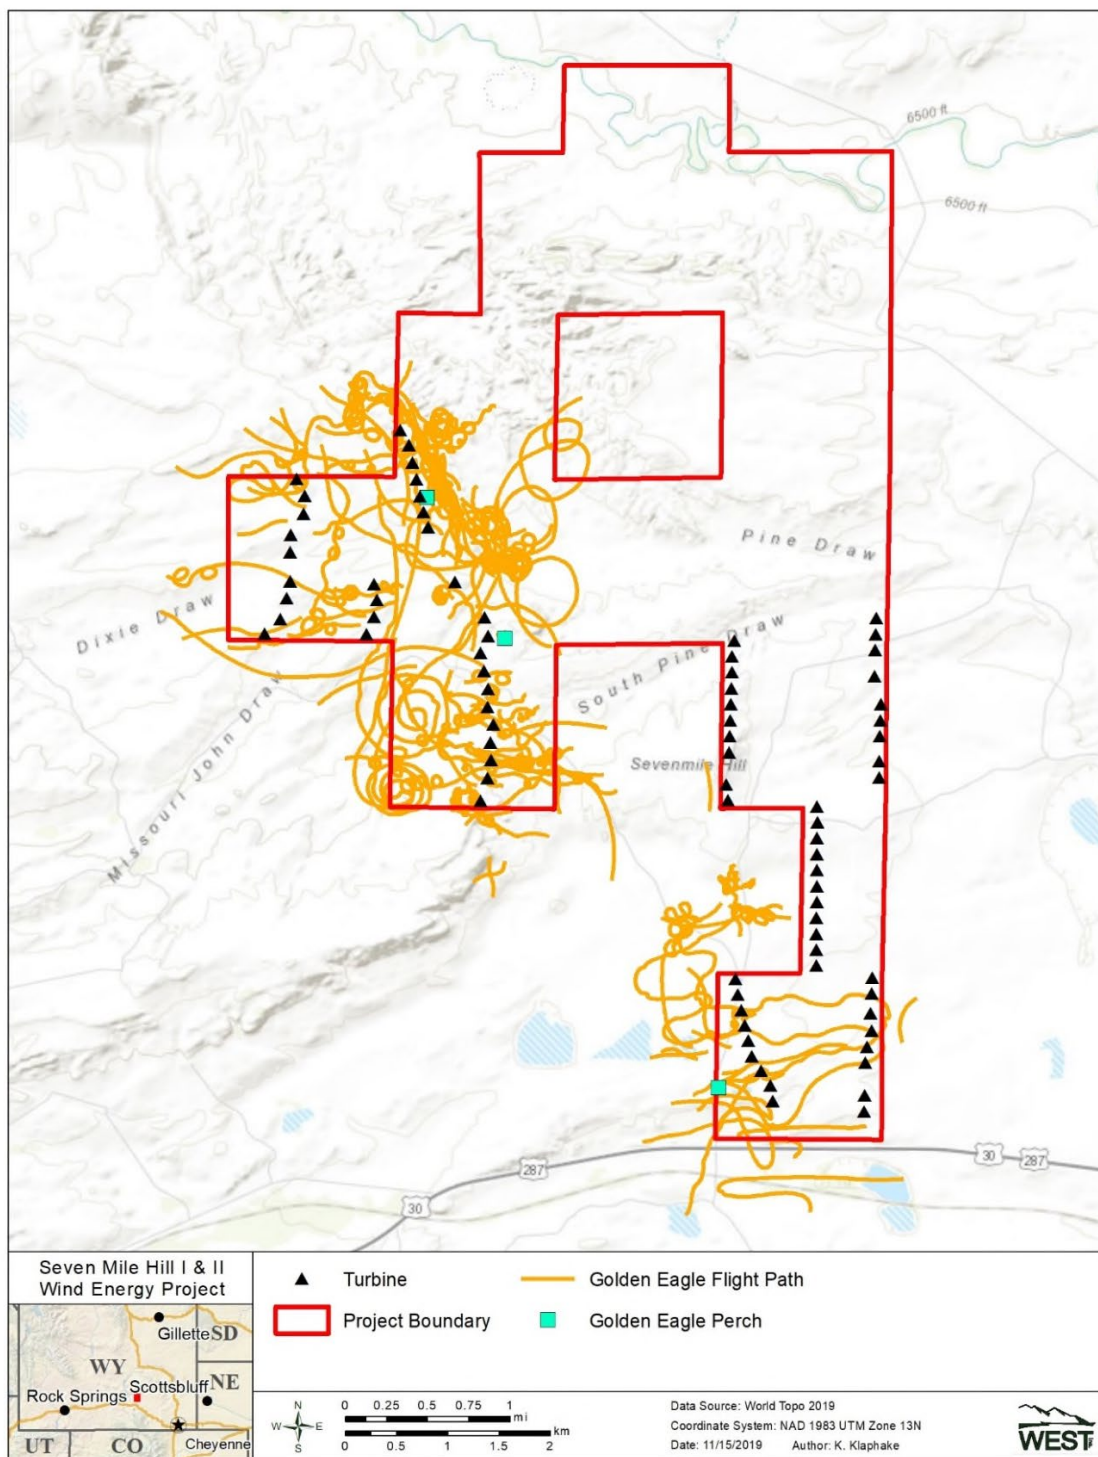 6500 ft
6500 ft
Pine Draw
Dixie Draw
South Pine Draw
Missouri John Draw
Sevenmile Hill
287
30
30
287
Seven Mile Hill I & II
Wind Energy Project
Gillette
SD
WY
NE
Scottsbluff
Rock Springs
Cheyenne
UT
CO
Turbine
Golden Eagle Flight Path
Project Boundary
Golden Eagle Perch
N
W
E
S
0 0.25 0.5 0.75 1
mi
km
0 0.5 1 1.5 2
Data Source: World Topo 2019
Coordinate System: NAD 1983 UTM Zone 13N
Date: 11/15/2019 Author: K. Klaphake
WEST